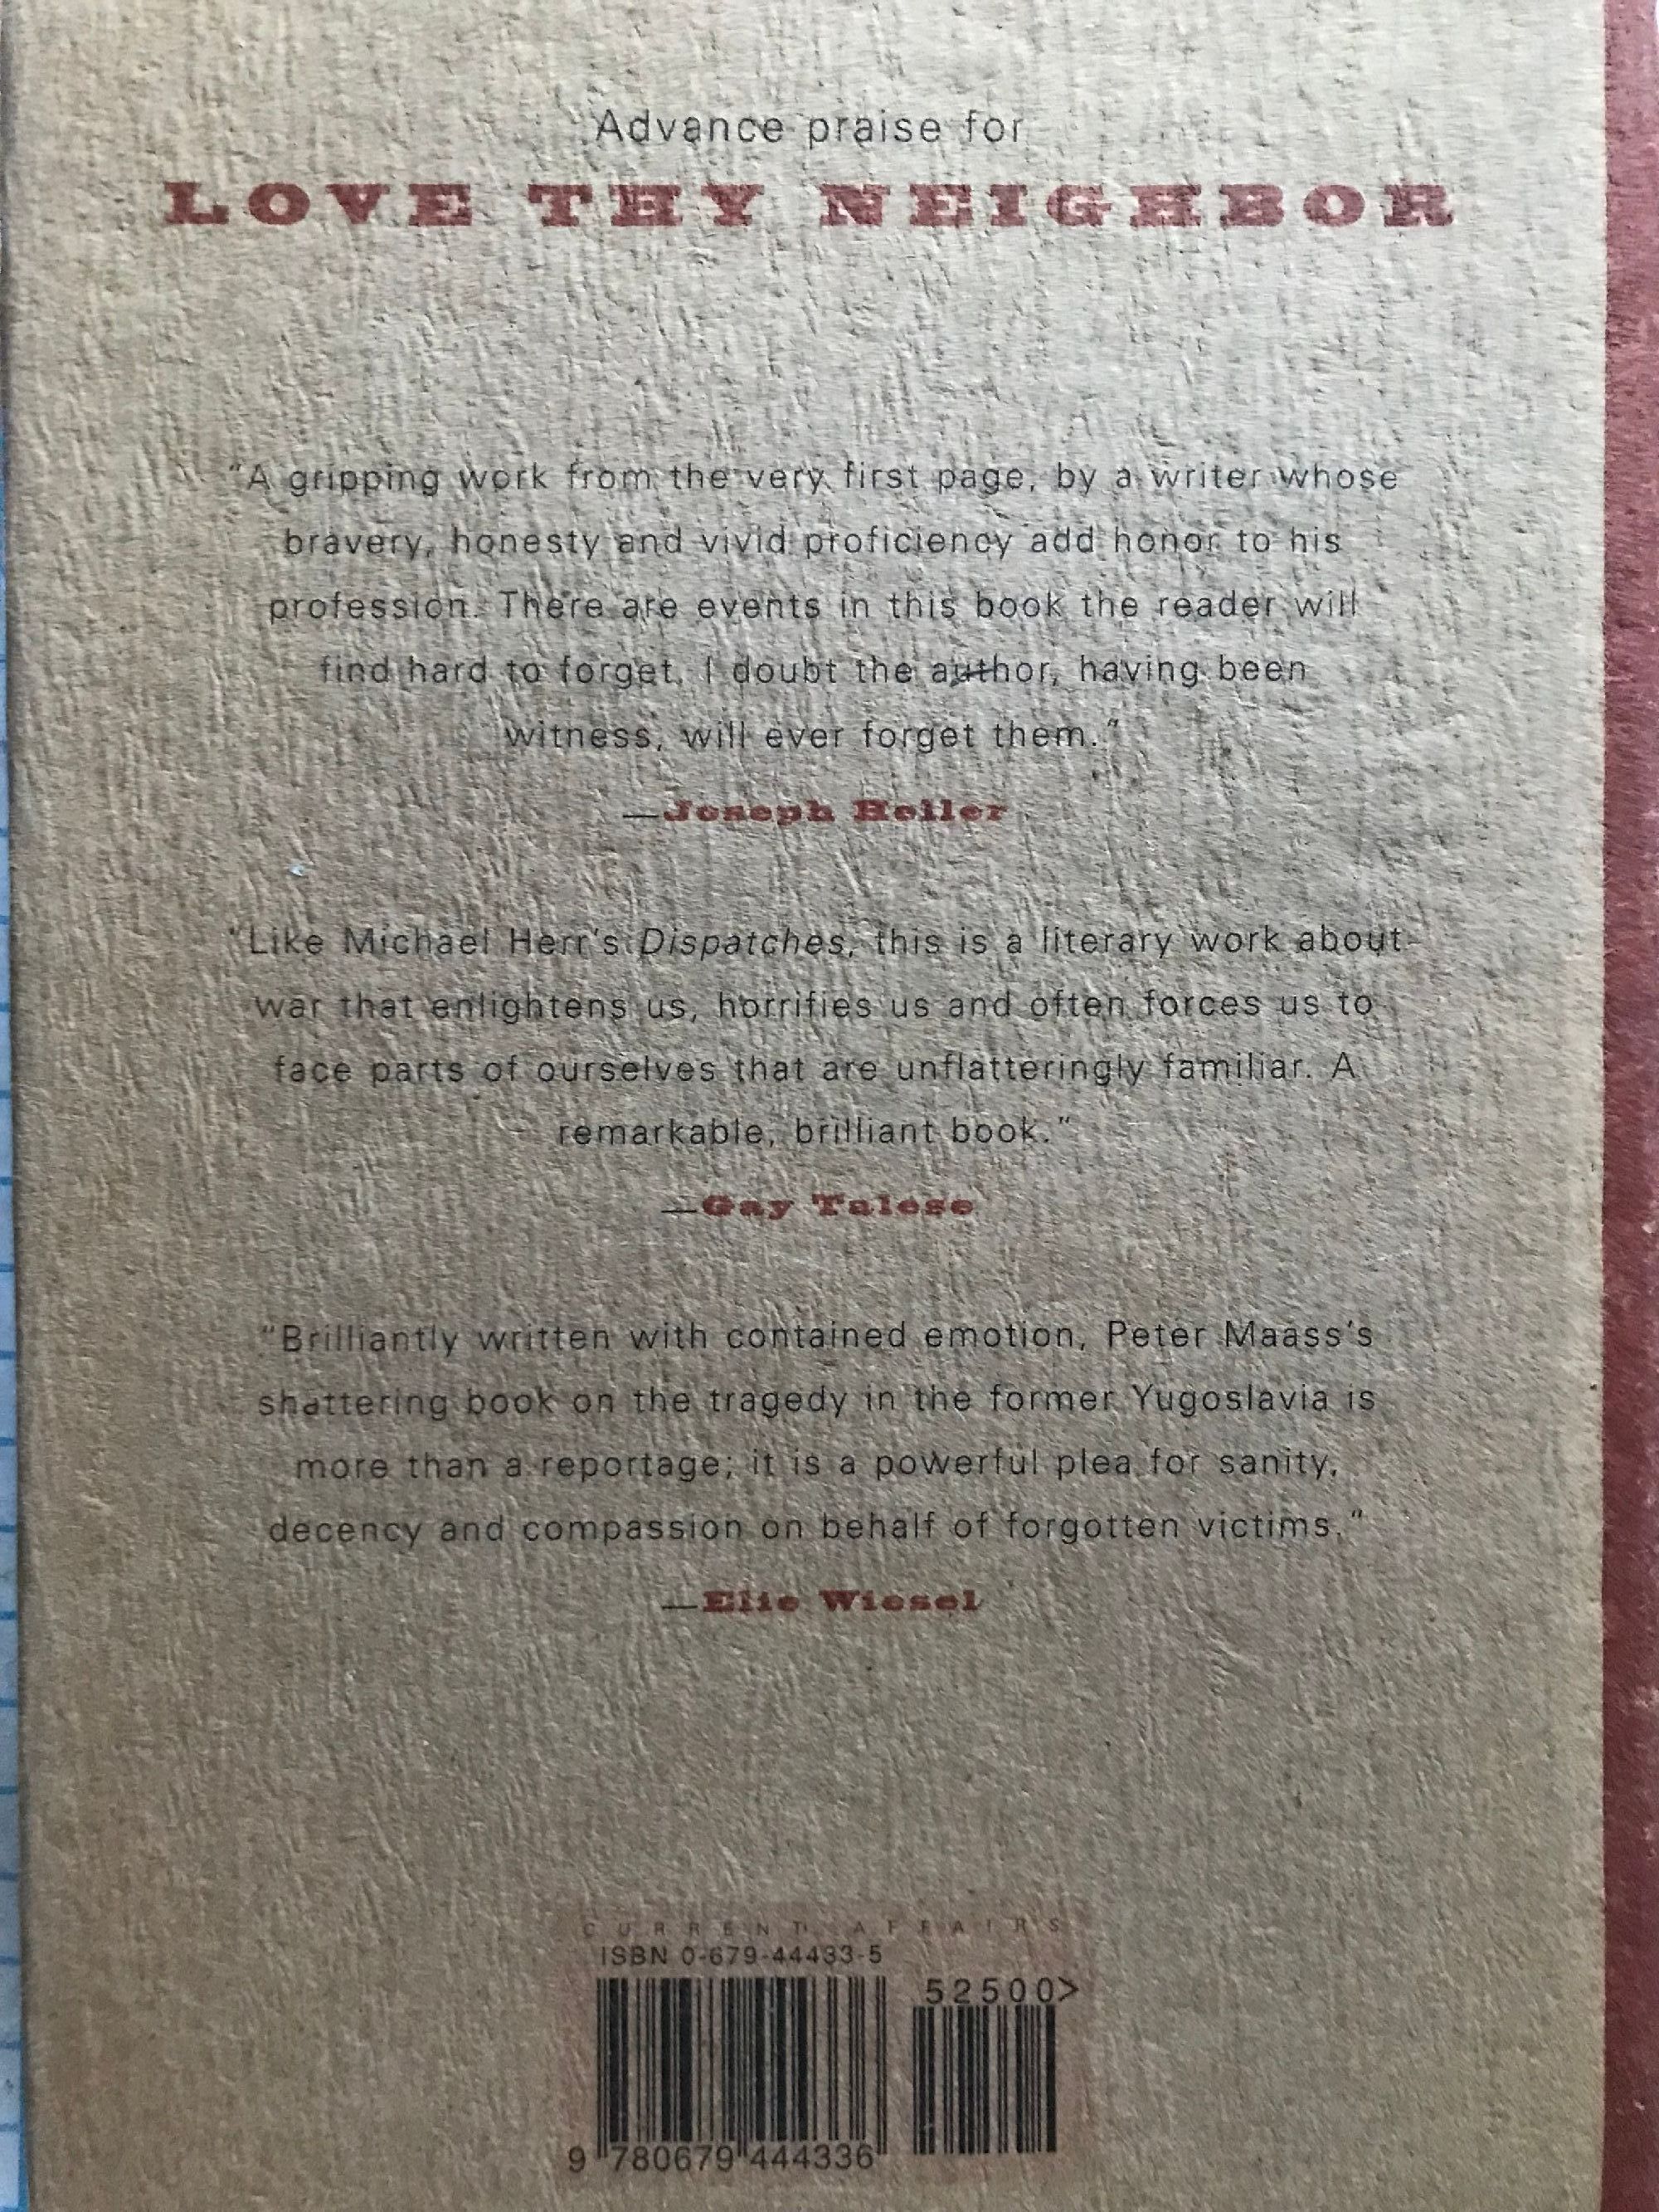 Advance praise for
LOVE THY NEIGHBOR
"A gripping work from the very first page, by a writer whose
bravery, honesty and vivid proficiency add honor to his
profession. There are events in this book the reader will
find hard to forget. I doubt the author, having been
witness, will ever forget them."
—Joseph Heller
"Like Michael Herr's Dispatches, this is a literary work about
war that enlightens us, horrifies us and often forces us to
face parts of ourselves that are unflatteringly familiar. A
remarkable, brilliant book."
—Gay Talese
"Brilliantly written with contained emotion, Peter Maass's
shattering book on the tragedy in the former Yugoslavia is
more than a reportage; it is a powerful plea for sanity,
decency and compassion on behalf of forgotten victims."
—Elie Wiesel
CURRENT AFFAIRS
ISBN 0-679-44433-5
52500>
9 780679 444336